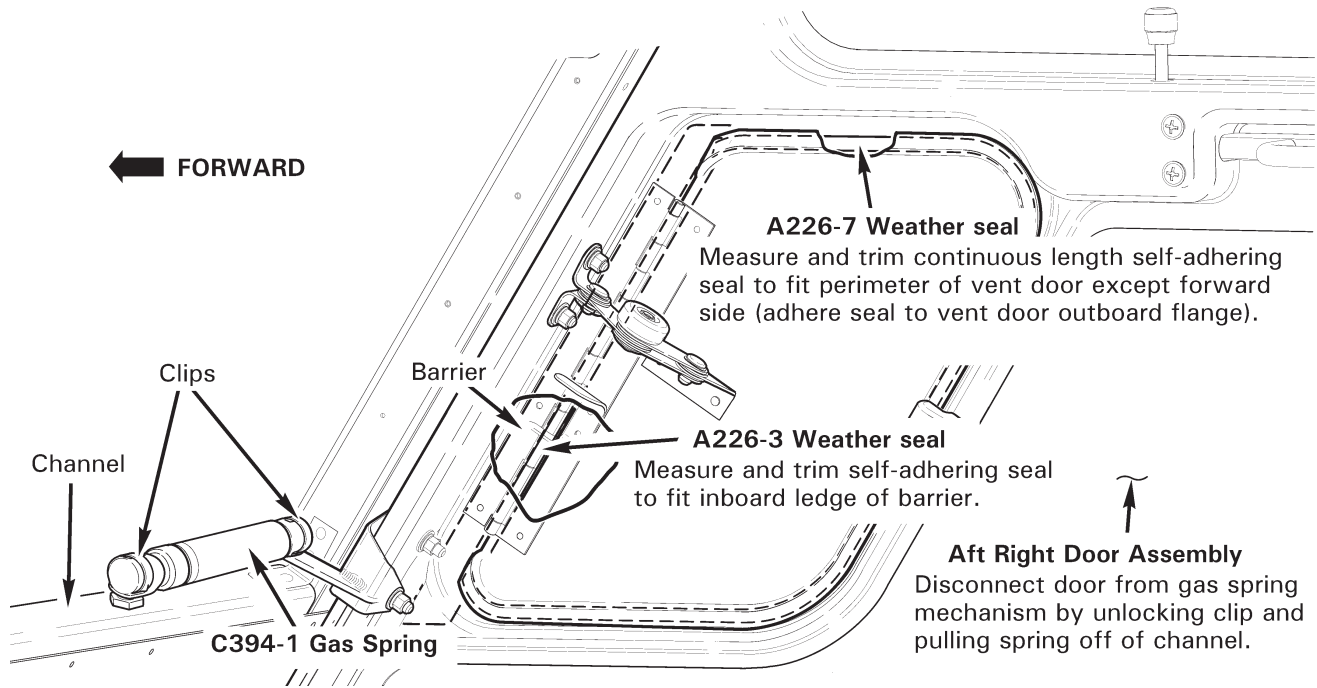 FORWARD
A226-7 Weather seal
Measure and trim continuous length self-adhering
seal to fit perimeter of vent door except forward
side (adhere seal to vent door outboard flange).
Clips
Barrier
A226-3 Weather seal
Measure and trim self-adhering seal
to fit inboard ledge of barrier.
Channel
Aft Right Door Assembly
Disconnect door from gas spring
mechanism by unlocking clip and
pulling spring off of channel.
C394-1 Gas Spring